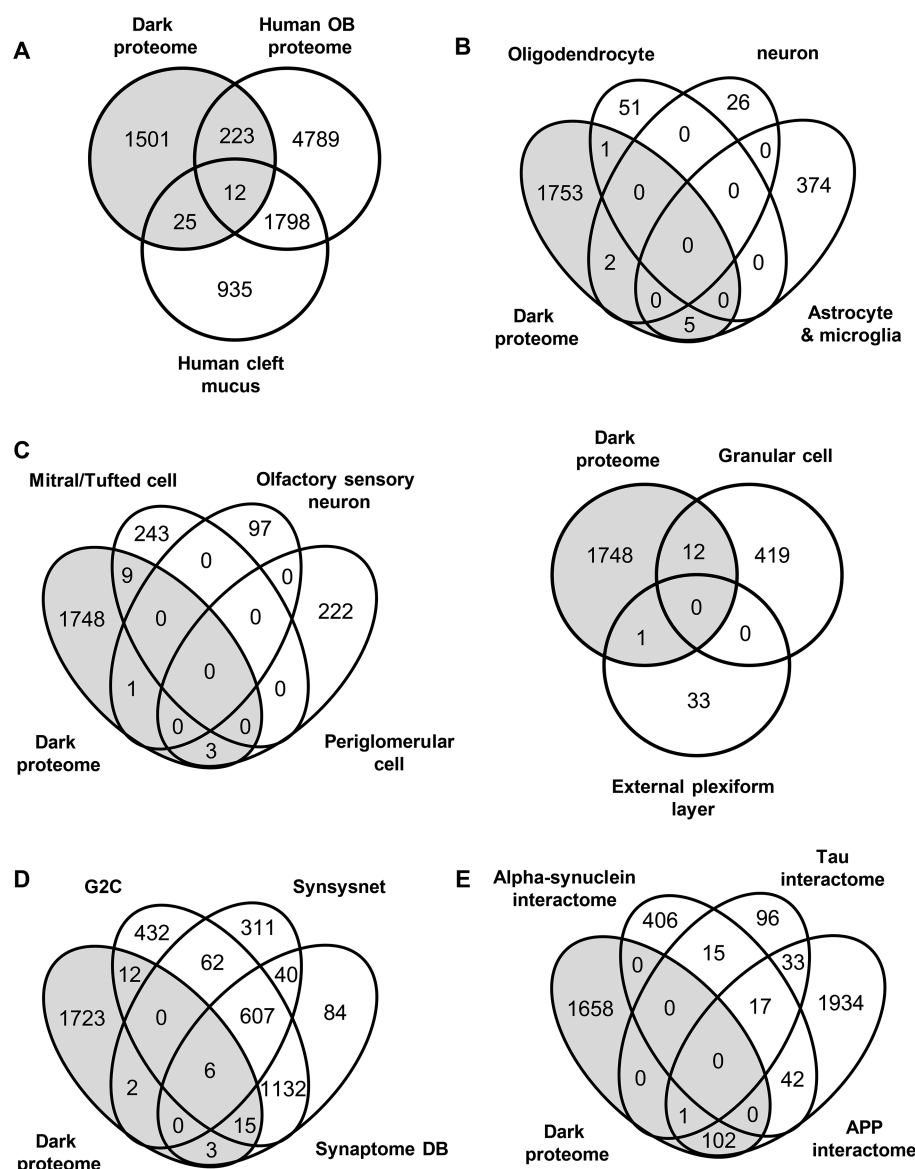 A
Dark
proteome
Human OB
proteome
1501
223
4789
12
25
1798
935
Human cleft
mucus
B
Oligodendrocyte
neuron
51
26
0
1
0
1753
0
0
374
0
2
0
0
0
5
Dark
proteome
Astrocyte
& microglia
C
Mitral/Tufted cell
Olfactory sensory
neuron
243
97
0
9
0
1748
0
0
222
0
1
0
0
0
3
Dark
proteome
Periglomerular
cell
Dark
proteome
Granular cell
1748
12
419
0
1
0
33
External plexiform
layer
D
G2C
Synsysnet
432
311
62
12
40
1723
0
607
84
6
2
1132
0
15
3
Dark
proteome
Synaptome DB
E
Alpha-synuclein
interactome
Tau
interactome
406
96
15
0
33
1658
0
17
1934
0
0
42
1
0
102
Dark
proteome
APP
interactome